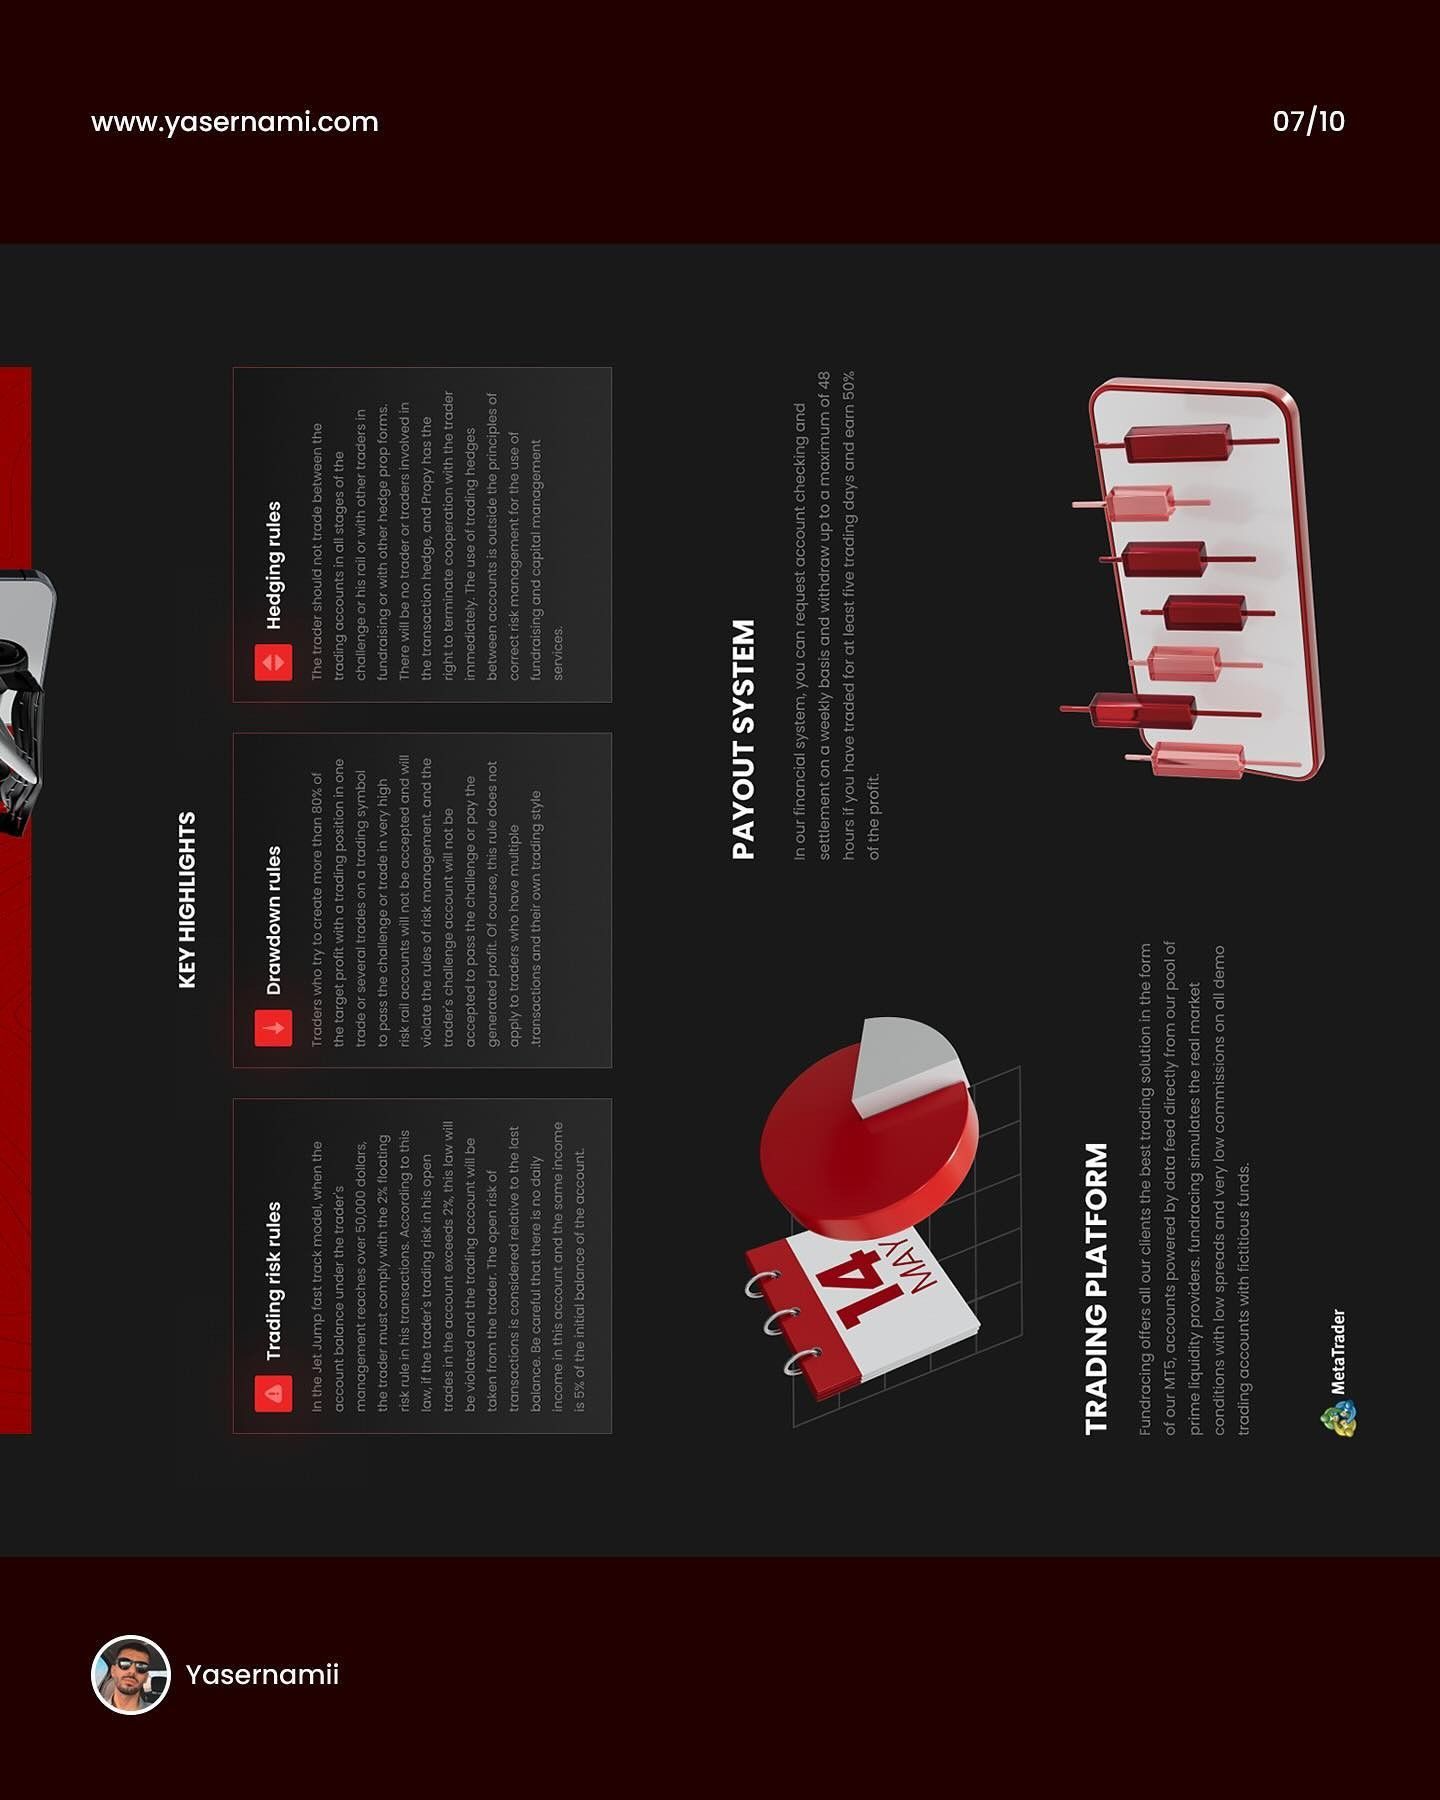 www.yasernami.com
07/10
KEY HIGHLIGHTS
Trading risk rules
In the Jet Jump fast track model, when the
account balance under the trader's
management reaches over 50,000 dollars,
the trader must comply with the 2% floating
risk rule in his transactions. According to this
law, if the trader's trading risk in his open
trades in the account exceeds 2%, this law will
be violated and the trading account will be
taken from the trader. The open risk of
transactions is considered relative to the last
balance. Be careful that there is no daily
income in this account and the same income
is 5% of the initial balance of the account.
Drawdown rules
Traders who try to create more than 80% of
the target profit with a trading position in one
trade or several trades on a trading symbol
to pass the challenge or trade in very high
risk rail accounts will not be accepted and will
violate the rules of risk management. and the
trader's challenge account will not be
accepted to pass the challenge or pay the
generated profit. Of course, this rule does not
apply to traders who have multiple
.transactions and their own trading style
Hedging rules
The trader should not trade between the
trading accounts in all stages of the
challenge or his rail or with other traders in
fundraising or with other hedge prop forms.
There will be no trader or traders involved in
the transaction hedge, and Propy has the
right to terminate cooperation with the trader
immediately. The use of trading hedges
between accounts is outside the principles of
correct risk management for the use of
fundraising and capital management
services.
14
MAY
PAYOUT SYSTEM
In our financial system, you can request account checking and
settlement on a weekly basis and withdraw up to a maximum of 48
hours if you have traded for at least five trading days and earn 50%
of the profit.
TRADING PLATFORM
Fundracing offers all our clients the best trading solution in the form
of our MT5, accounts powered by data feed directly from our pool of
prime liquidity providers. fundracing simulates the real market
conditions with low spreads and very low commissions on all demo
trading accounts with fictitious funds.
MetaTrader
Yasernamii